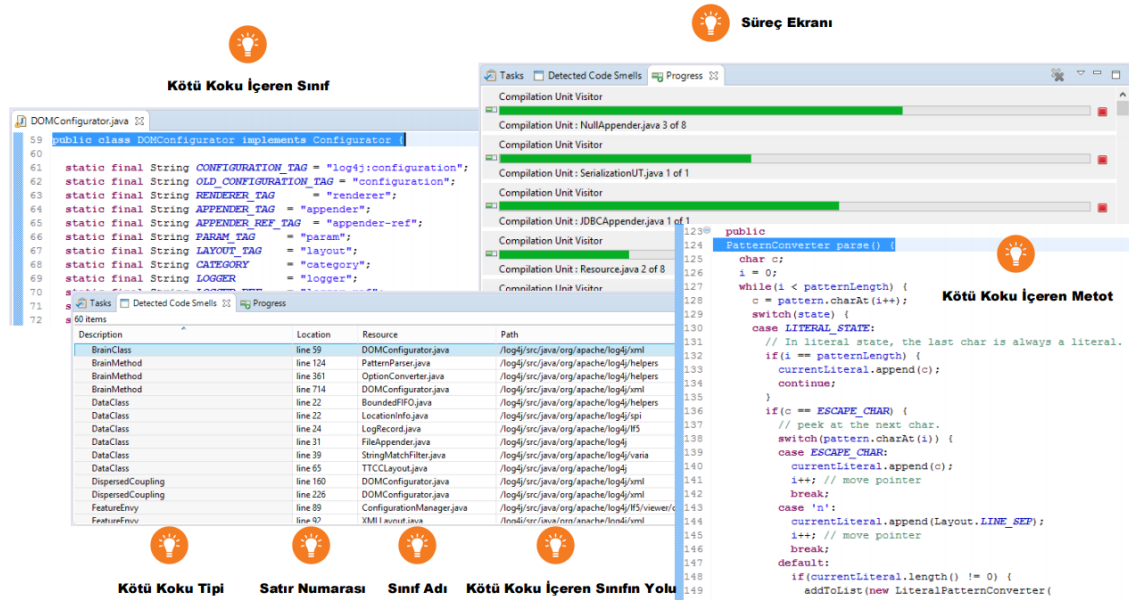 Süreç Ekranı
Kötü Koku İçeren Sınıf
DOMConfigurator.java
59 public class DOMConfigurator implements Configurator {
60
61 static final String CONFIGURATION_TAG = "log4j:configuration";
62 static final String OLD_CONFIGURATION_TAG = "configuration";
63 static final String RENDERER_TAG = "renderer";
64 static final String APPENDER_TAG = "appender";
65 static final String APPENDER_REF_TAG = "appender-ref";
66 static final String PARAM_TAG = "param";
67 static final String LAYOUT_TAG = "layout";
68 static final String CATEGORY = "category";
69 static final String LOGGER = "logger";
70
71
72
Tasks Detected Code Smells Progress
Compilation Unit Visitor
Compilation Unit : NullAppender.java 3 of 8
Compilation Unit Visitor
Compilation Unit : SerializationUT.java 1 of 1
Compilation Unit Visitor
Compilation Unit : JDBCAppender.java 1 of 1
Compilation Unit Visitor
Compilation Unit : Resource.java 2 of 8
Compilation Unit Visitor
Tasks Detected Code Smells Progress
60 items
Description Location Resource Path
BrainClass line 59 DOMConfigurator.java /log4j/src/java/org/apache/log4j/xml
BrainMethod line 124 PatternParser.java /log4j/src/java/org/apache/log4j/helpers
BrainMethod line 361 OptionConverter.java /log4j/src/java/org/apache/log4j/helpers
BrainMethod line 714 DOMConfigurator.java /log4j/src/java/org/apache/log4j/xml
DataClass line 22 BoundedFIFO.java /log4j/src/java/org/apache/log4j/helpers
DataClass line 22 LocationInfo.java /log4j/src/java/org/apache/log4j/spi
DataClass line 24 LogRecord.java /log4j/src/java/org/apache/log4j/lf5
DataClass line 31 FileAppender.java /log4j/src/java/org/apache/log4j
DataClass line 39 StringMatchFilter.java /log4j/src/java/org/apache/log4j/varia
DataClass line 65 TTCCLayout.java /log4j/src/java/org/apache/log4j
DispersedCoupling line 160 DOMConfigurator.java /log4j/src/java/org/apache/log4j/xml
DispersedCoupling line 226 DOMConfigurator.java /log4j/src/java/org/apache/log4j/xml
FeatureEnvy line 89 ConfigurationManager.java /log4j/src/java/org/apache/log4j/lf5/viewer/c
FeatureEnvy line 92 XMLLayout.java /log4j/src/java/org/apache/log4j/xml
Kötü Koku Tipi
Satır Numarası
Sınıf Adı
Kötü Koku İçeren Sınıfın Yolu
Kötü Koku İçeren Metot
123 public
124 PatternConverter parse() {
125 char c;
126 i = 0;
127 while(i < patternLength) {
128 c = pattern.charAt(i++);
129 switch(state) {
130 case LITERAL_STATE:
131 // In literal state, the last char is always a literal.
132 if(i == patternLength) {
133 currentLiteral.append(c);
134 continue;
135 }
136 if(c == ESCAPE_CHAR) {
137 // peek at the next char.
138 switch(pattern.charAt(i)) {
139 case ESCAPE_CHAR:
140 currentLiteral.append(c);
141 i++; // move pointer
142 break;
143 case 'n':
144 currentLiteral.append(Layout.LINE_SEP);
145 i++; // move pointer
146 break;
147 default:
148 if(currentLiteral.length() != 0) {
149 addToList(new LiteralPatternConverter(